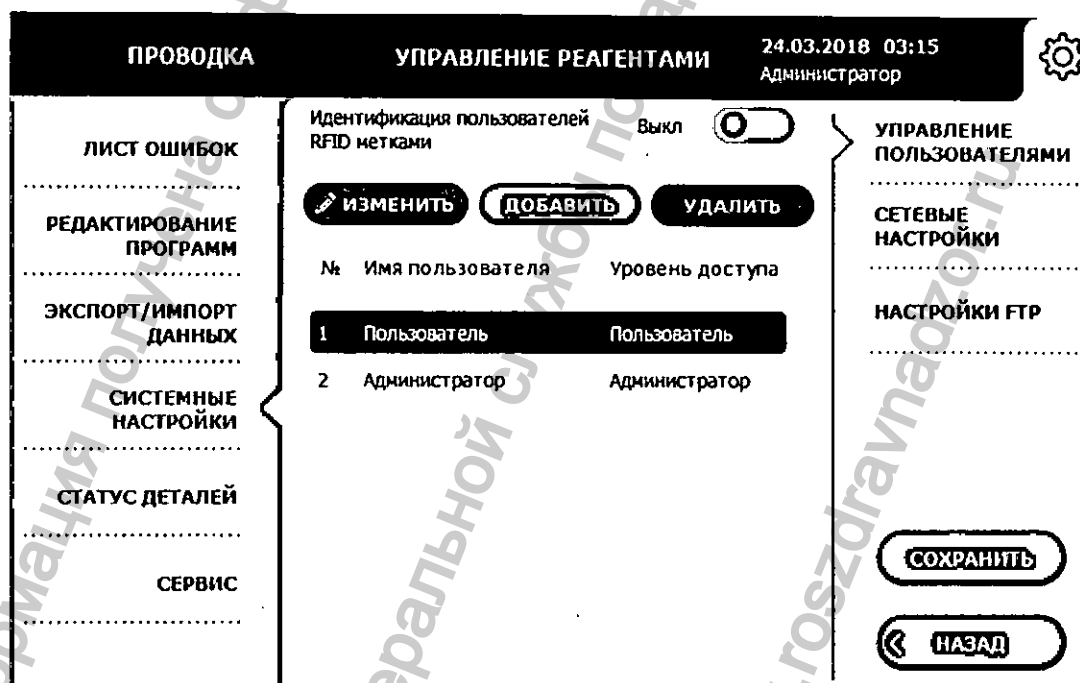 ПРОВОДКА
УПРАВЛЕНИЕ РЕАГЕНТАМИ
24.03.2018 03:15
Администратор
ЛИСТ ОШИБОК
РЕДАКТИРОВАНИЕ
ПРОГРАММ
ЭКСПОРТ/ИМПОРТ
ДАННЫХ
СИСТЕМНЫЕ
НАСТРОЙКИ
СТАТУС ДЕТАЛЕЙ
СЕРВИС
Идентификация пользователей
RFID метками
Выкл
ИЗМЕНИТЬ
ДОБАВИТЬ
УДАЛИТЬ
№ Имя пользователя Уровень доступа
1 Пользователь Пользователь
2 Администратор Администратор
УПРАВЛЕНИЕ
ПОЛЬЗОВАТЕЛЯМИ
СЕТЕВЫЕ
НАСТРОЙКИ
НАСТРОЙКИ FTP
СОХРАНИТЬ
НАЗАД